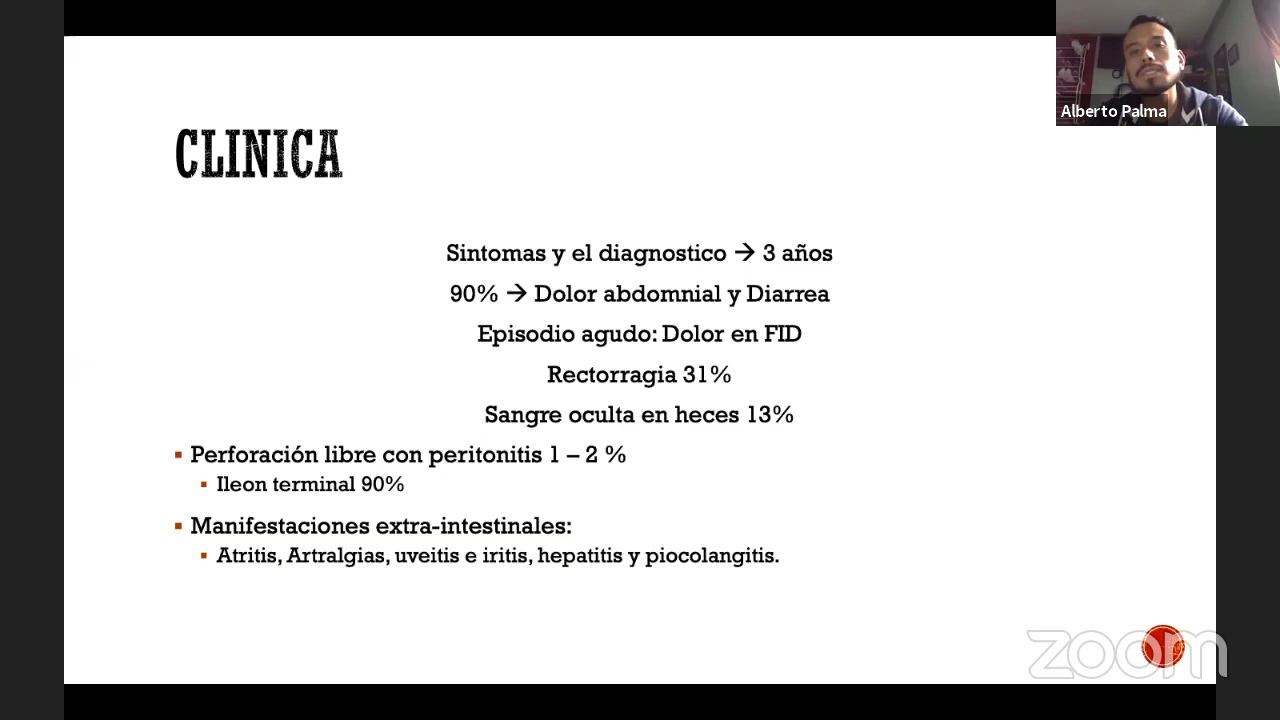 Alberto Palma
CLINICA
Sintomas y el diagnostico → 3 años
90% → Dolor abdomnial y Diarrea
Episodio agudo: Dolor en FID
Rectorragia 31%
Sangre oculta en heces 13%
▪ Perforación libre con peritonitis 1 – 2 %
▪ Ileon terminal 90%
▪ Manifestaciones extra-intestinales:
▪ Atritis, Artralgias, uveitis e iritis, hepatitis y piocolangitis.
zoom